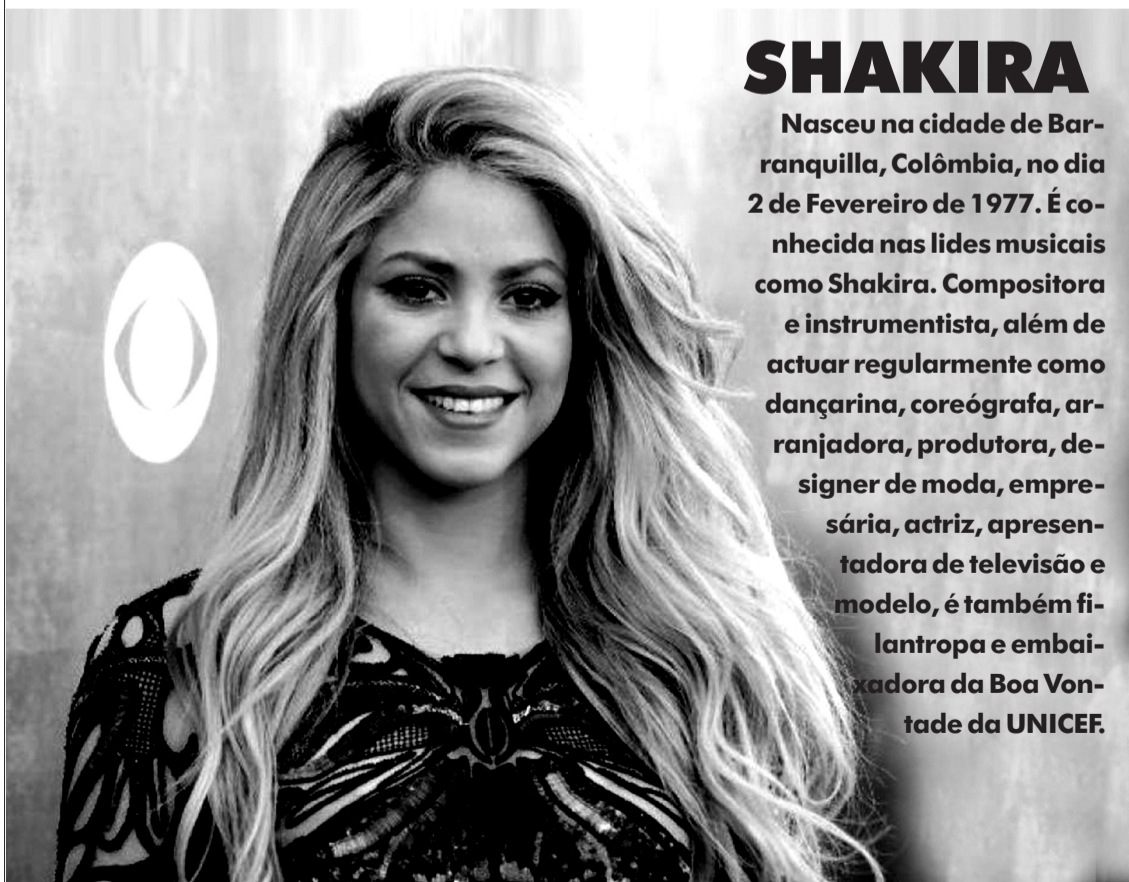 SHAKIRA
Nasceu na cidade de Bar-
ranquilla, Colômbia, no dia
2 de Fevereiro de 1977. É co-
nhecida nas lides musicais
como Shakira. Compositora
e instrumentista, além de
actuar regularmente como
dançarina, coreógrafa, ar-
ranjadora, produtora, de-
signer de moda, empre-
sária, actriz, apresen-
tadora de televisão e
modelo, é também fi-
lantropa e embai-
xadora da Boa Von-
tade da UNICEF.